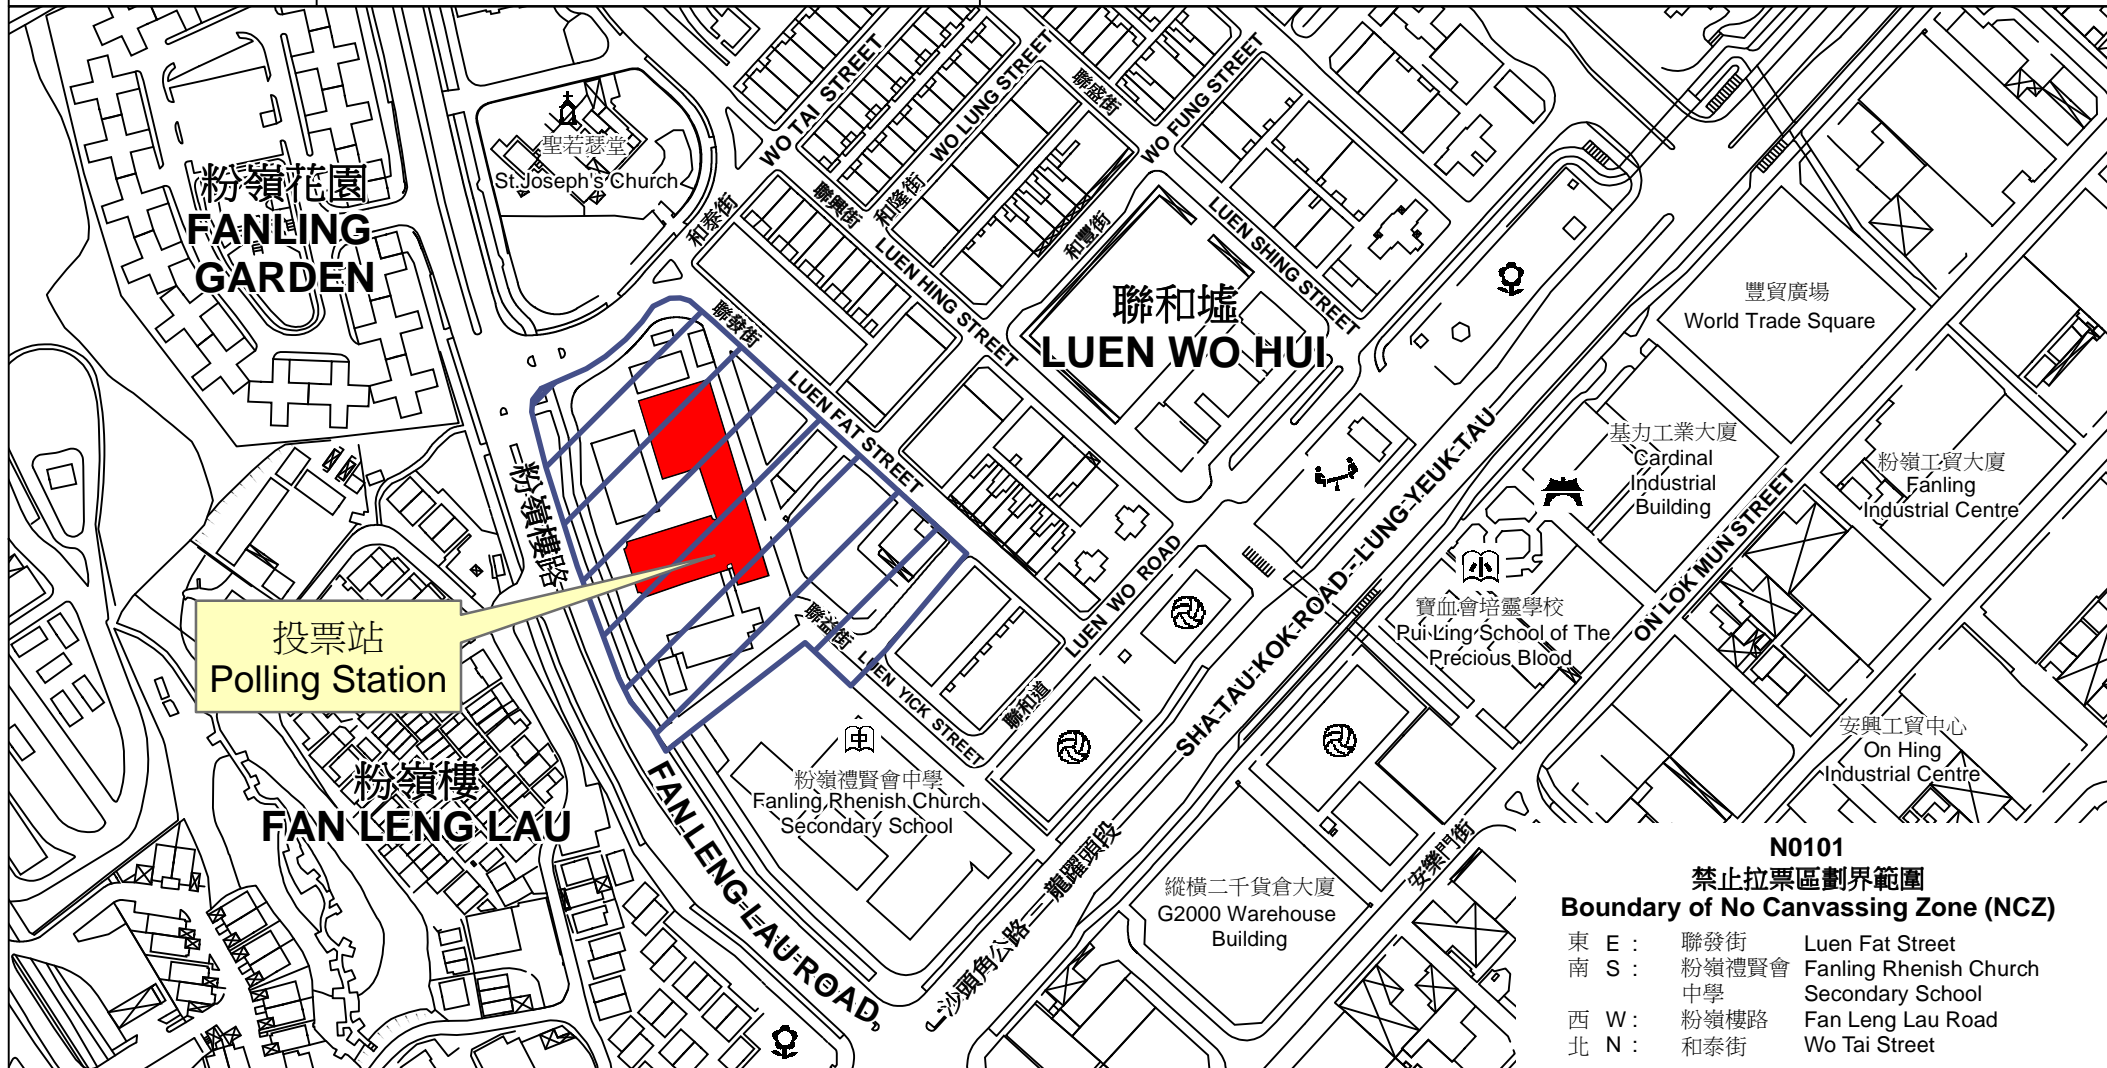 WO TAI STREET
和泰街
WO LUNG STREET
和隆街
聯盛街
WO FUNG STREET
和豐街
聖若瑟堂
St.Joseph's Church
粉嶺花園
FANLING
GARDEN
聯興街
LUEN HING STREET
LUEN SHING STREET
聯和墟
LUEN WO HUI
豐貿廣場
World Trade Square
聯發街
LUEN FAT STREET
基力工業大廈
Cardinal
Industrial
Building
粉嶺工貿大廈
Fanling
Industrial Centre
粉嶺樓路
投票站
Polling Station
聯益街
LUEN YICK STREET
LUEN WO ROAD
聯和道
SHA TAU KOK ROAD - LUNG YEUK TAU
小
寶血會培靈學校
Pui Ling School of The
Precious Blood
ON LOK MUN STREET
安興工貿中心
On Hing
Industrial Centre
中
粉嶺禮賢會中學
Fanling Rhenish Church
Secondary School
粉嶺樓
FAN LENG LAU
FAN LENG LAU ROAD
沙頭角公路 - 龍躍頭段
縱橫二千貨倉大廈
G2000 Warehouse
Building
安樂門街
N0101
禁止拉票區劃界範圍
Boundary of No Canvassing Zone (NCZ)
東 E : 聯發街 Luen Fat Street
南 S : 粉嶺禮賢會 Fanling Rhenish Church
中學 Secondary School
西 W : 粉嶺樓路 Fan Leng Lau Road
北 N : 和泰街 Wo Tai Street